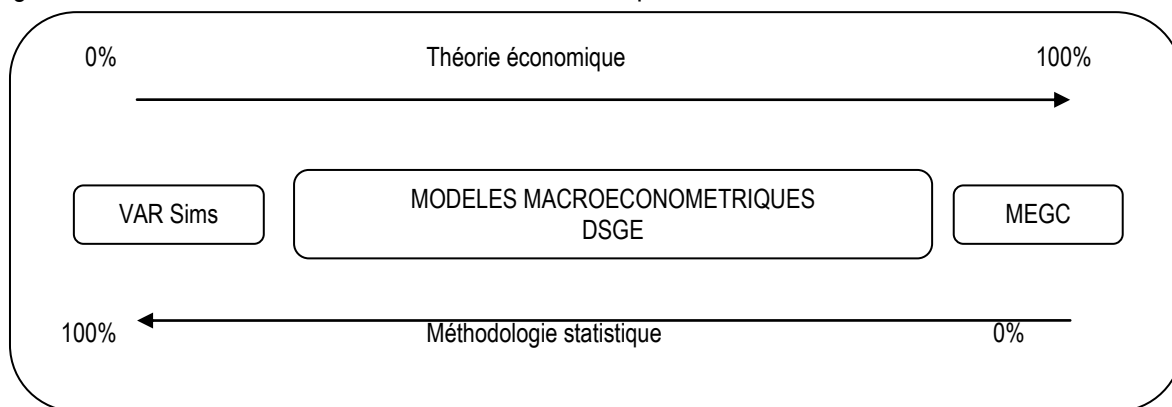 0% Théorie économique 100%
VAR Sims
MODELES MACROECONOMETRIQUES
DSGE
MEGC
100% Méthodologie statistique 0%